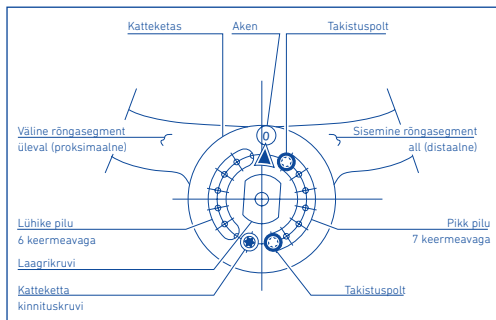 Katteketas
Aken
Takistuspolt
0
Väline rõngasegment
üleval (proksimaalne)
Sisemine rõngasegment
all (distaalne)
Lühike pilu
6 keermeavaga
Pikk pilu
7 keermeavaga
Laagrikruvi
Katteketta
kinnituskruvi
Takistuspolt